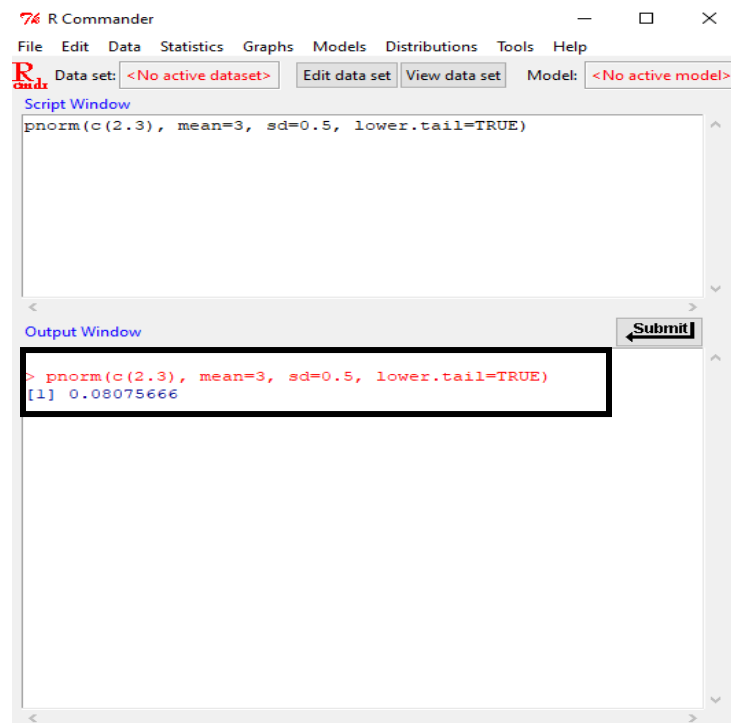 R Commander
File Edit Data Statistics Graphs Models Distributions Tools Help
R cmdr Data set: <No active dataset> Edit data set View data set Model: <No active model>
Script Window
pnorm(c(2.3), mean=3, sd=0.5, lower.tail=TRUE)
Output Window Submit
> pnorm(c(2.3), mean=3, sd=0.5, lower.tail=TRUE)
[1] 0.08075666